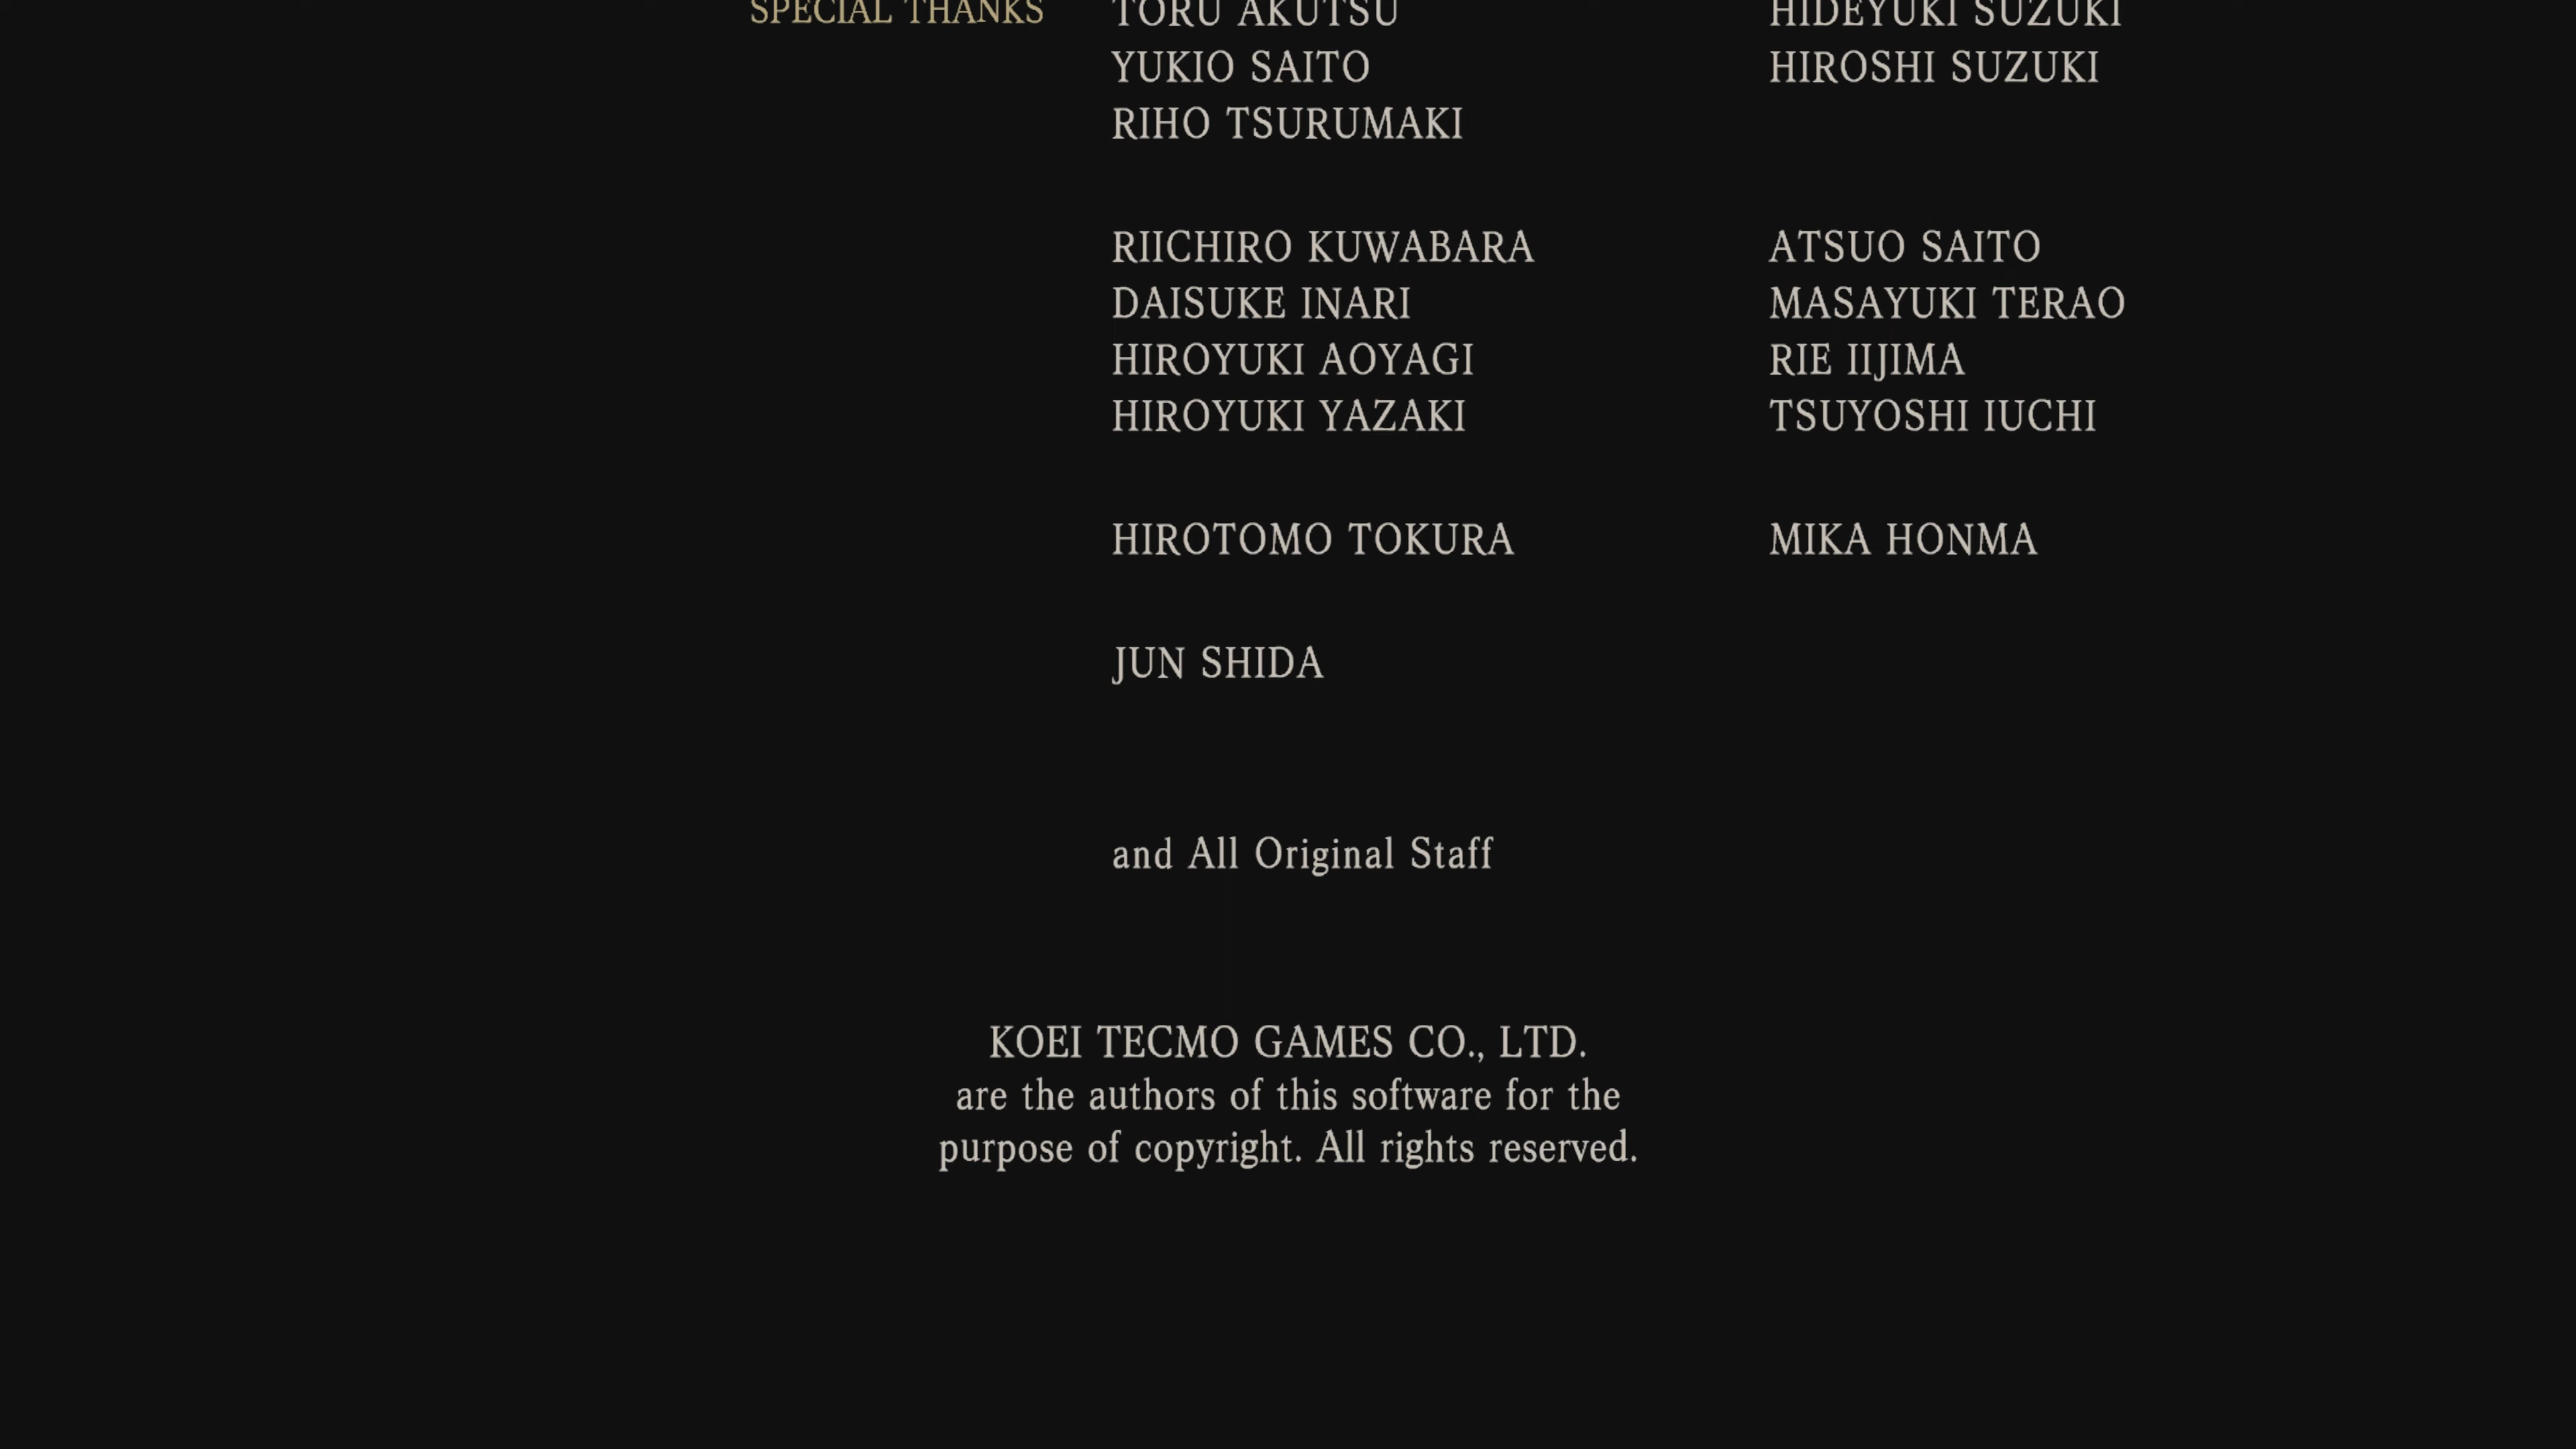 SPECIAL THANKS TORU AKUTSU HIDEYUKI SUZUKI
YUKIO SAITO HIROSHI SUZUKI
RIHO TSURUMAKI
RIICHIRO KUWABARA ATSUO SAITO
DAISUKE INARI MASAYUKI TERAO
HIROYUKI AOYAGI RIE IIJIMA
HIROYUKI YAZAKI TSUYOSHI IUCHI
HIROTOMO TOKURA MIKA HONMA
JUN SHIDA
and All Original Staff
KOEI TECMO GAMES CO., LTD.
are the authors of this software for the
purpose of copyright. All rights reserved.